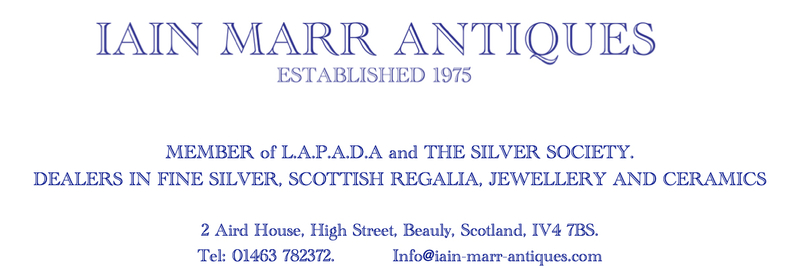 IAIN MARR ANTIQUES
ESTABLISHED 1975
MEMBER of L.A.P.A.D.A and THE SILVER SOCIETY.
DEALERS IN FINE SILVER, SCOTTISH REGALIA, JEWELLERY AND CERAMICS
2 Aird House, High Street, Beauly, Scotland, IV4 7BS.
Tel: 01463 782372. Info@iain-marr-antiques.com